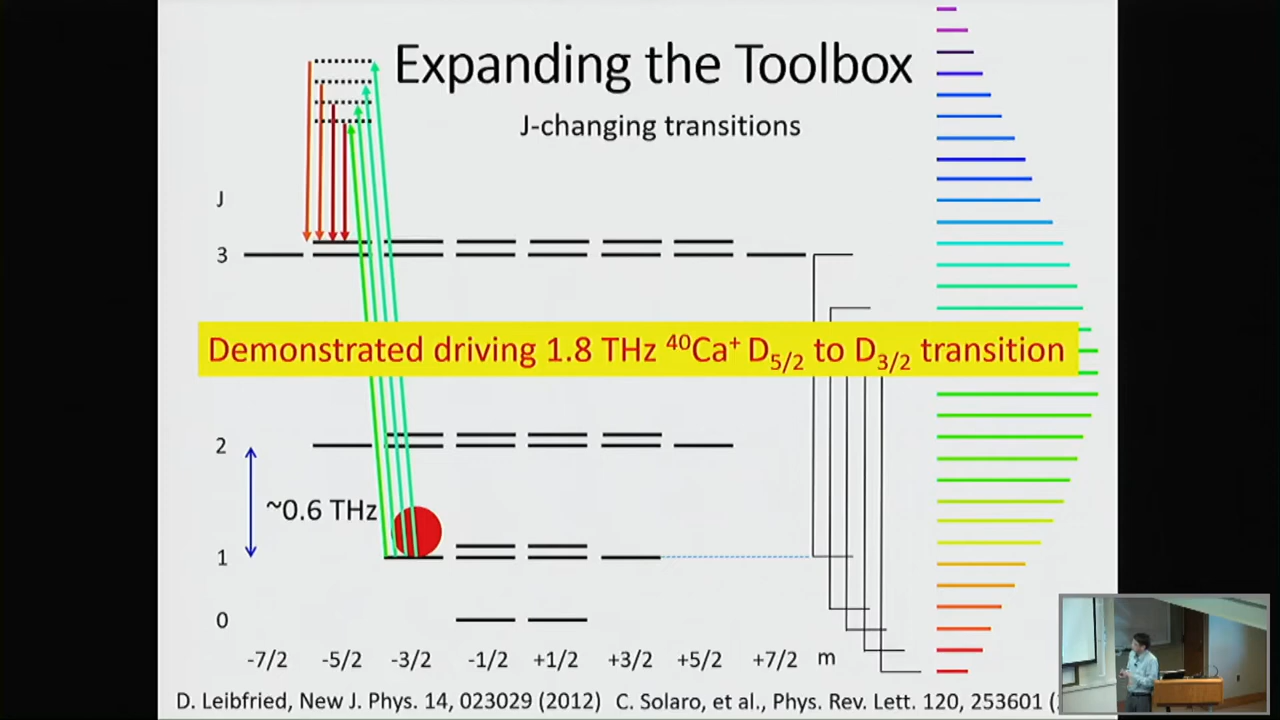 Expanding the Toolbox
J-changing transitions
J
3
Demonstrated driving 1.8 THz ⁴⁰Ca⁺ D5/2 to D3/2 transition
2
~0.6 THz
1
0
-7/2 -5/2 -3/2 -1/2 +1/2 +3/2 +5/2 +7/2 m
D. Leibfried, New J. Phys. 14, 023029 (2012) C. Solaro, et al., Phys. Rev. Lett. 120, 253601 (